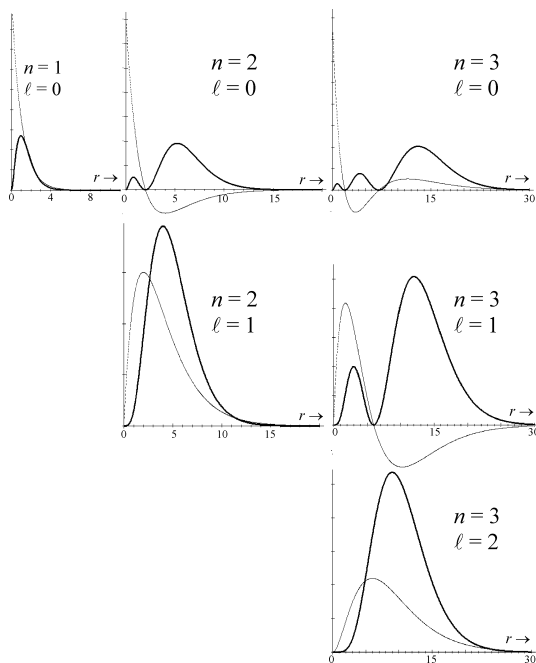 n = 1
ℓ = 0
r →
0 4 8
n = 2
ℓ = 0
r →
0 5 10 15
n = 3
ℓ = 0
r →
0 15 30
n = 2
ℓ = 1
r →
0 5 10 15
n = 3
ℓ = 1
r →
0 15 30
n = 3
ℓ = 2
r →
0 15 30